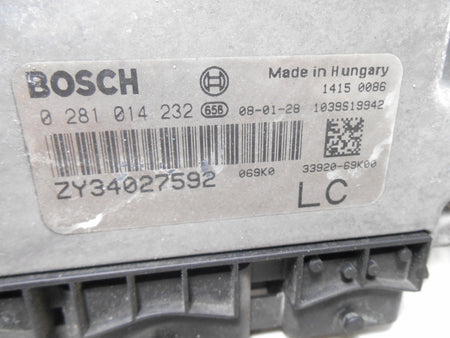 BOSCH
Made in Hungary
1415 0086
0 281 014 232 65B 08-01-28 1039S19942
ZY34027592 069K0 33920-69K00
LC